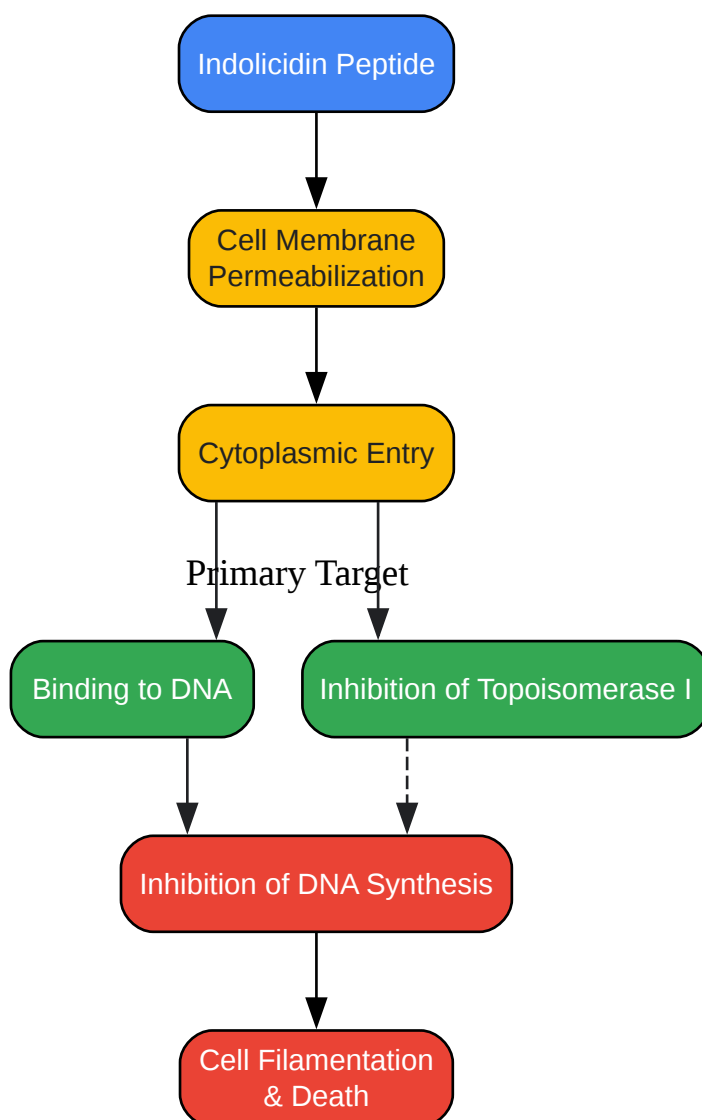 Indolicidin Peptide
Cell Membrane
Permeabilization
Cytoplasmic Entry
Primary Target
Binding to DNA
Inhibition of Topoisomerase I
Inhibition of DNA Synthesis
Cell Filamentation
& Death